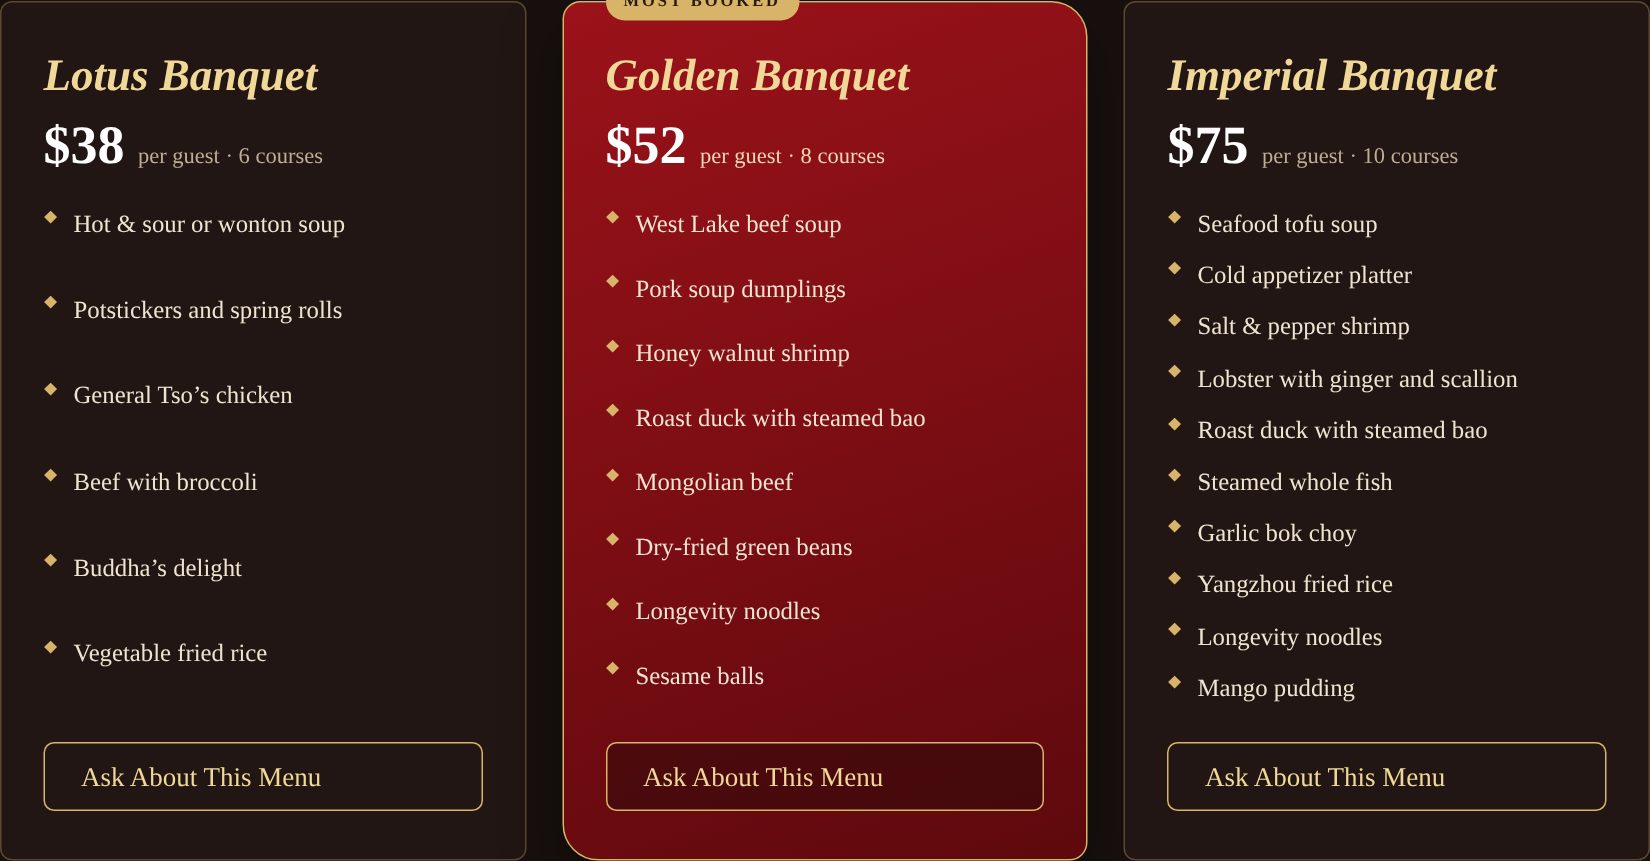 Lotus Banquet
$38 per guest · 6 courses
Hot & sour or wonton soup
Potstickers and spring rolls
General Tso’s chicken
Beef with broccoli
Buddha’s delight
Vegetable fried rice
Ask About This Menu
MOST BOOKED
Golden Banquet
$52 per guest · 8 courses
West Lake beef soup
Pork soup dumplings
Honey walnut shrimp
Roast duck with steamed bao
Mongolian beef
Dry-fried green beans
Longevity noodles
Sesame balls
Ask About This Menu
Imperial Banquet
$75 per guest · 10 courses
Seafood tofu soup
Cold appetizer platter
Salt & pepper shrimp
Lobster with ginger and scallion
Roast duck with steamed bao
Steamed whole fish
Garlic bok choy
Yangzhou fried rice
Longevity noodles
Mango pudding
Ask About This Menu